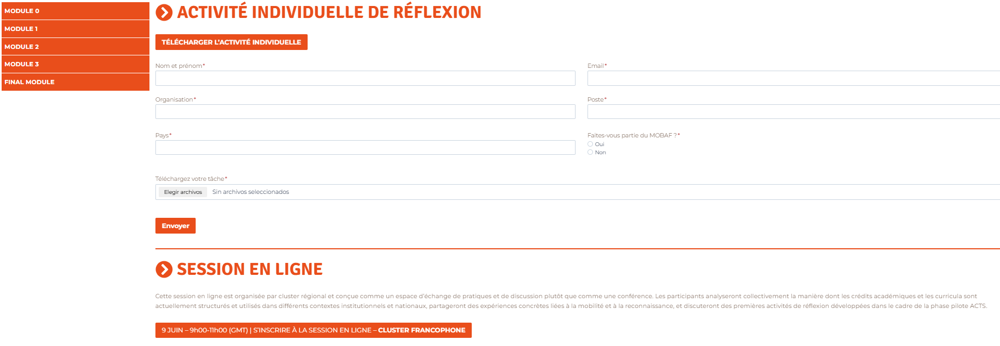 MODULE 0
MODULE 1
MODULE 2
MODULE 3
FINAL MODULE
ACTIVITÉ INDIVIDUELLE DE RÉFLEXION
TÉLÉCHARGER L'ACTIVITÉ INDIVIDUELLE
Nom et prénom*
Email*
Organisation*
Poste*
Pays*
Faites-vous partie du MOBAF ?*
Oui
Non
Téléchargez votre tâche*
Elegir archivos Sin archivos seleccionados
Envoyer
SESSION EN LIGNE
Cette session en ligne est organisée par cluster régional et conçue comme un espace d'échange de pratiques et de discussion plutôt que comme une conférence. Les participants analyseront collectivement la manière dont les crédits académiques et les curricula sont
actuellement structurés et utilisés dans différents contextes institutionnels et nationaux, partageront des expériences concrètes liées à la mobilité et à la reconnaissance, et discuteront des premières activités de réflexion développées dans le cadre de la phase pilote ACTS.
9 JUIN – 9h00-11h00 (GMT) | S'INSCRIRE À LA SESSION EN LIGNE – CLUSTER FRANCOPHONE